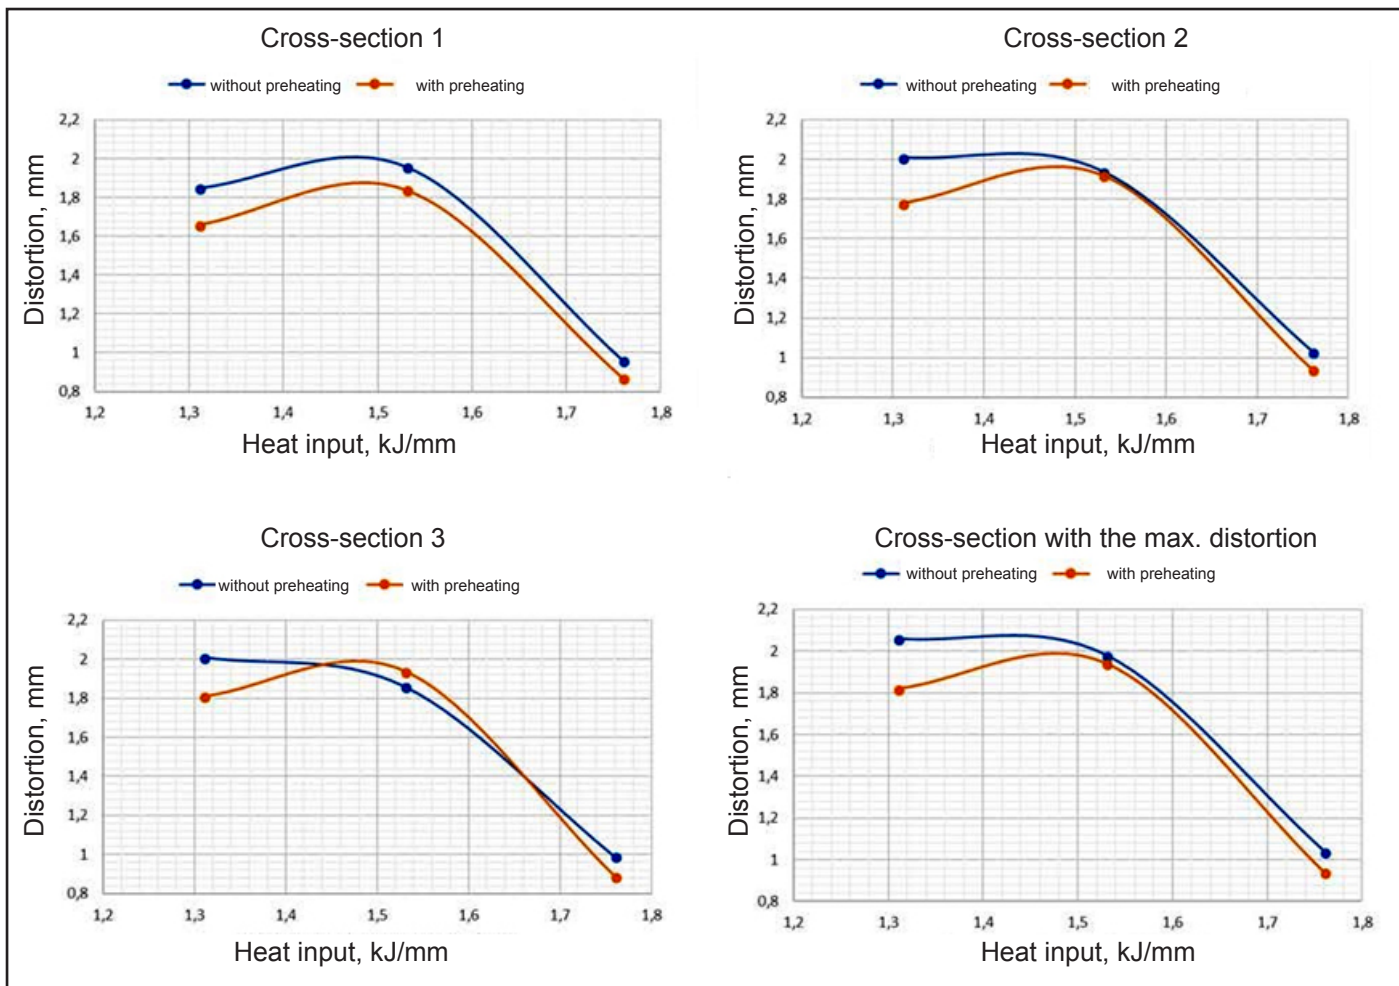 Cross-section 1
without preheating with preheating
2,2
2
1,8
1,6
1,4
1,2
1
0,8
Distortion, mm
1,2 1,3 1,4 1,5 1,6 1,7 1,8
Heat input, kJ/mm
Cross-section 2
without preheating with preheating
2,2
2
1,8
1,6
1,4
1,2
1
0,8
Distortion, mm
1,2 1,3 1,4 1,5 1,6 1,7 1,8
Heat input, kJ/mm
Cross-section 3
without preheating with preheating
2,2
2
1,8
1,6
1,4
1,2
1
0,8
Distortion, mm
1,2 1,3 1,4 1,5 1,6 1,7 1,8
Heat input, kJ/mm
Cross-section with the max. distortion
without preheating with preheating
2,2
2
1,8
1,6
1,4
1,2
1
0,8
Distortion, mm
1,2 1,3 1,4 1,5 1,6 1,7 1,8
Heat input, kJ/mm